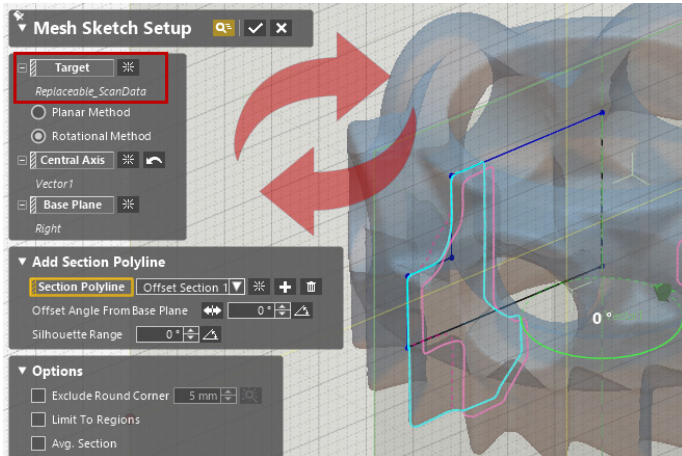 Mesh Sketch Setup
Target
Replaceable_ScanData
Planar Method
Rotational Method
Central Axis
Vector1
Base Plane
Right
Add Section Polyline
Section Polyline Offset Section 1
Offset Angle From Base Plane 0 °
Silhouette Range 0 °
Options
Exclude Round Corner 5 mm
Limit To Regions
Avg. Section
0 °